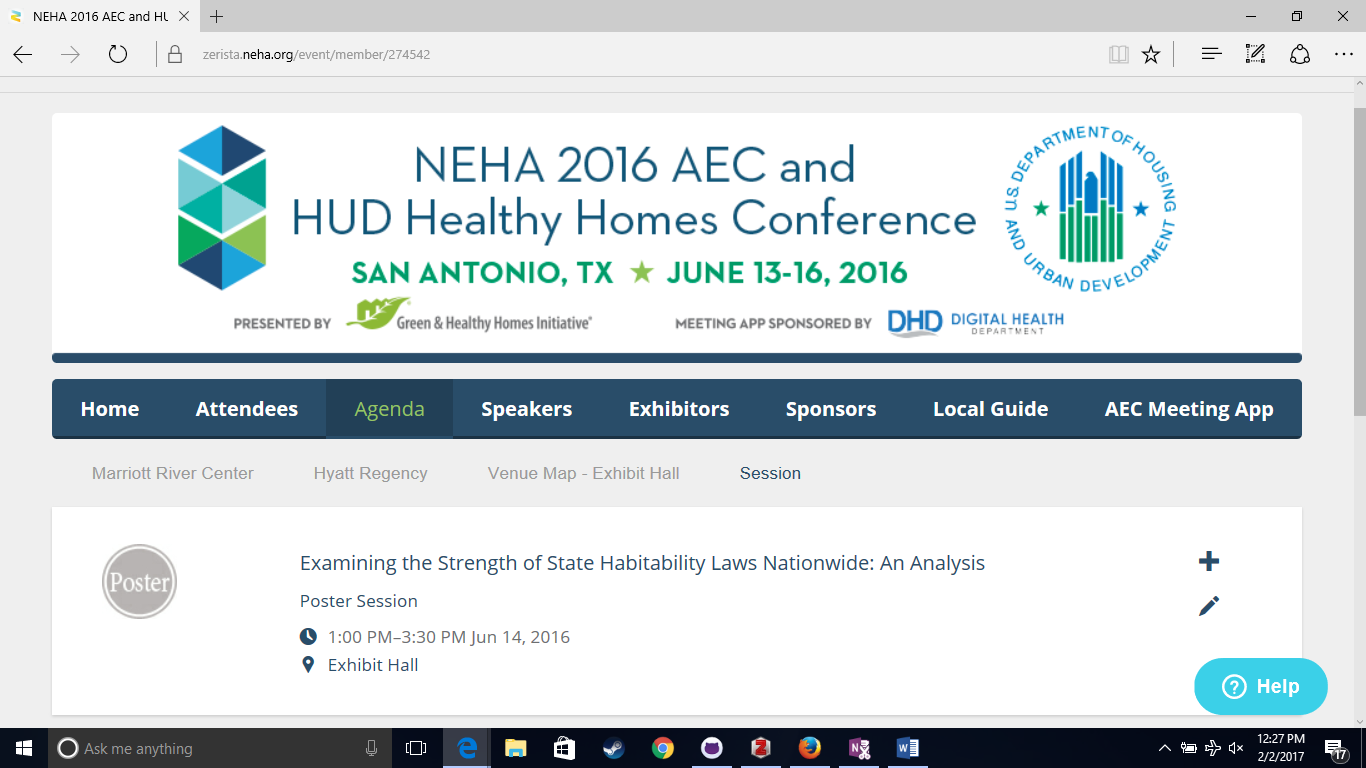 NEHA 2016 AEC and HU
zerista.neha.org/event/member/274542
NEHA 2016 AEC and
HUD Healthy Homes Conference
SAN ANTONIO, TX ★ JUNE 13-16, 2016
PRESENTED BY Green & Healthy Homes Initiative® MEETING APP SPONSORED BY DHD DIGITAL HEALTH
DEPARTMENT
U.S. DEPARTMENT OF HOUSING
AND URBAN DEVELOPMENT
Home Attendees Agenda Speakers Exhibitors Sponsors Local Guide AEC Meeting App
Marriott River Center Hyatt Regency Venue Map - Exhibit Hall Session
Poster
Examining the Strength of State Habitability Laws Nationwide: An Analysis
Poster Session
1:00 PM–3:30 PM Jun 14, 2016
Exhibit Hall
Help
Ask me anything
12:27 PM
2/2/2017
17